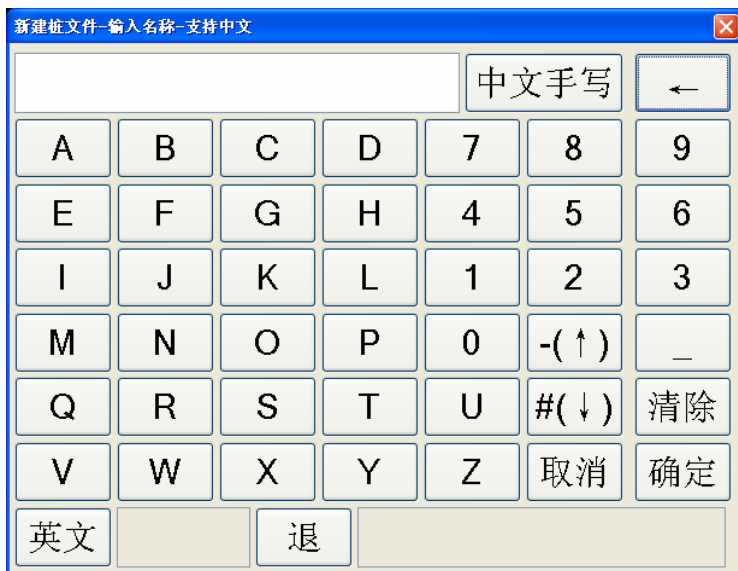 新建桩文件-输入名称-支持中文
中文手写 ←
A B C D 7 8 9
E F G H 4 5 6
I J K L 1 2 3
M N O P 0 -(↑) _
Q R S T U #(↓) 清除
V W X Y Z 取消 确定
英文 退